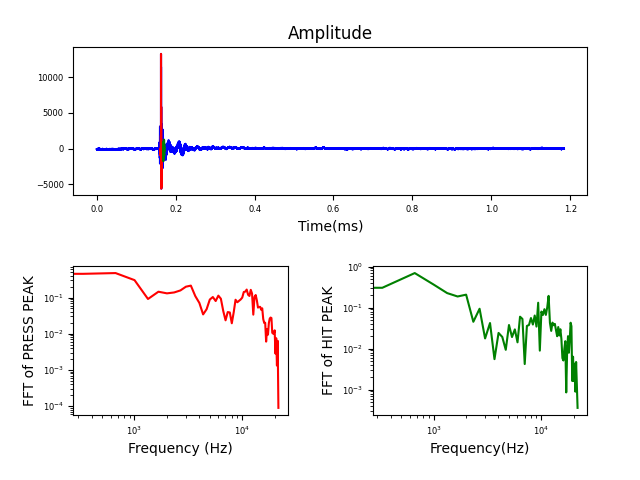 Amplitude
10000
5000
0
−5000
0.0 0.2 0.4 0.6 0.8 1.0 1.2
Time(ms)
FFT of PRESS PEAK
10⁻¹
10⁻²
10⁻³
10⁻⁴
10³ 10⁴
Frequency (Hz)
FFT of HIT PEAK
10⁰
10⁻¹
10⁻²
10⁻³
10³ 10⁴
Frequency(Hz)